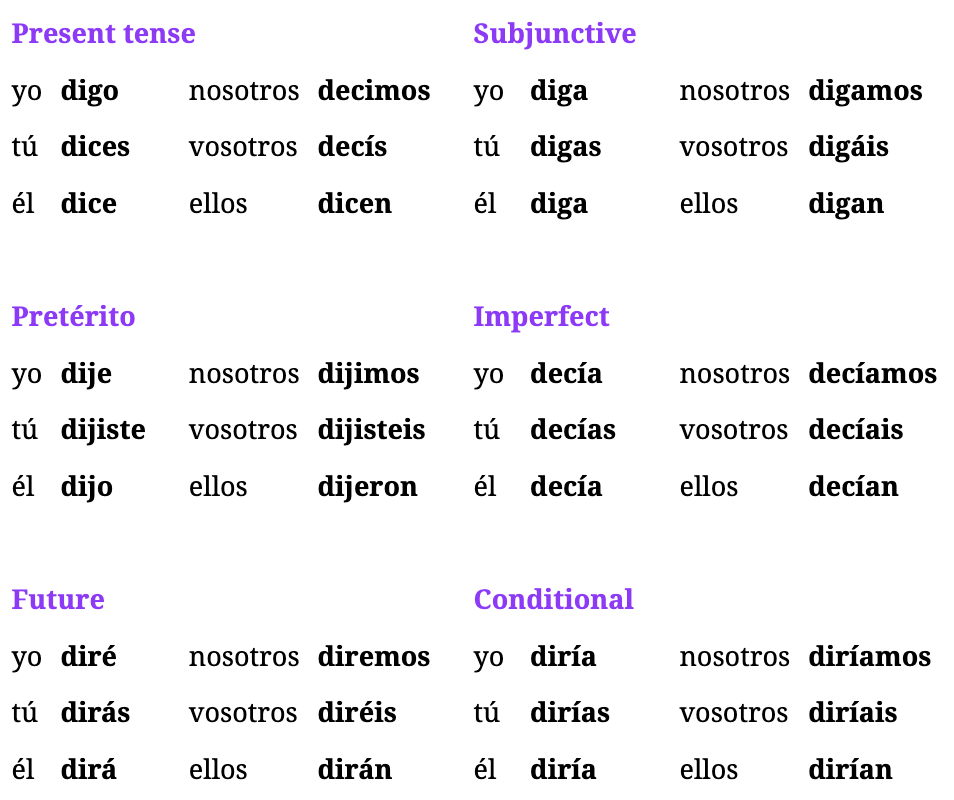 Present tense
yo digo nosotros decimos
tú dices vosotros decís
él dice ellos dicen
Subjunctive
yo diga nosotros digamos
tú digas vosotros digáis
él diga ellos digan
Pretérito
yo dije nosotros dijimos
tú dijiste vosotros dijisteis
él dijo ellos dijeron
Imperfect
yo decía nosotros decíamos
tú decías vosotros decíais
él decía ellos decían
Future
yo diré nosotros diremos
tú dirás vosotros diréis
él dirá ellos dirán
Conditional
yo diría nosotros diríamos
tú dirías vosotros diríais
él diría ellos dirían